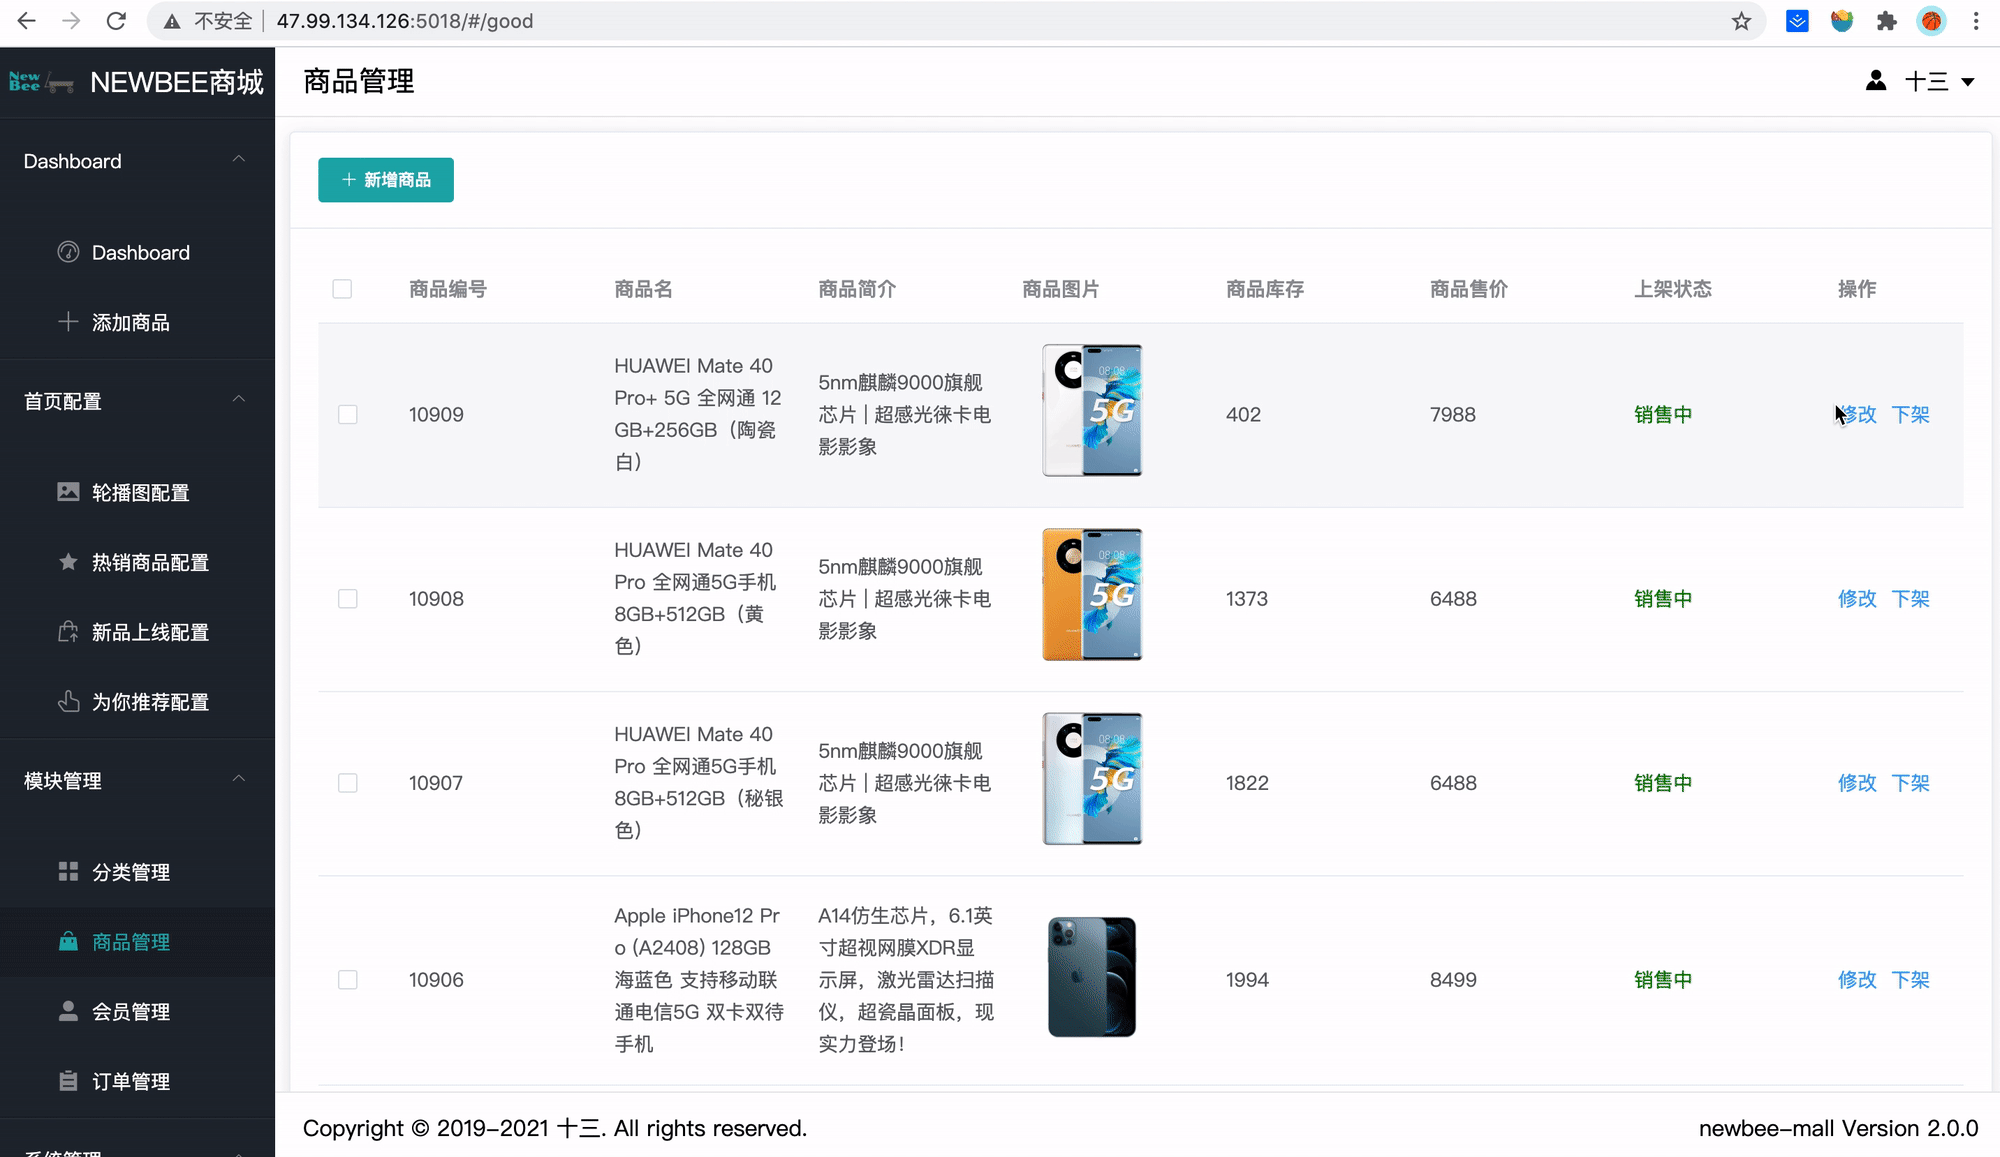 不安全 47.99.134.126:5018/#/good
New
Bee
NEWBEE商城
商品管理
十三
Dashboard
Dashboard
添加商品
首页配置
轮播图配置
热销商品配置
新品上线配置
为你推荐配置
模块管理
分类管理
商品管理
会员管理
订单管理
系统管理
+ 新增商品
商品编号 商品名 商品简介 商品图片 商品库存 商品售价 上架状态 操作
10909
HUAWEI Mate 40
Pro+ 5G 全网通 12
GB+256GB（陶瓷
白）
5nm麒麟9000旗舰
芯片 | 超感光徕卡电
影影象
08:08
5G
402 7988 销售中 修改 下架
10908
HUAWEI Mate 40
Pro 全网通5G手机
8GB+512GB（黄
色）
5nm麒麟9000旗舰
芯片 | 超感光徕卡电
影影象
08:08
5G
1373 6488 销售中 修改 下架
10907
HUAWEI Mate 40
Pro 全网通5G手机
8GB+512GB（秘银
色）
5nm麒麟9000旗舰
芯片 | 超感光徕卡电
影影象
08:08
5G
1822 6488 销售中 修改 下架
10906
Apple iPhone12 Pr
o (A2408) 128GB
海蓝色 支持移动联
通电信5G 双卡双待
手机
A14仿生芯片，6.1英
寸超视网膜XDR显
示屏，激光雷达扫描
仪，超瓷晶面板，现
实力登场！
1994 8499 销售中 修改 下架
Copyright © 2019-2021 十三. All rights reserved.
newbee-mall Version 2.0.0